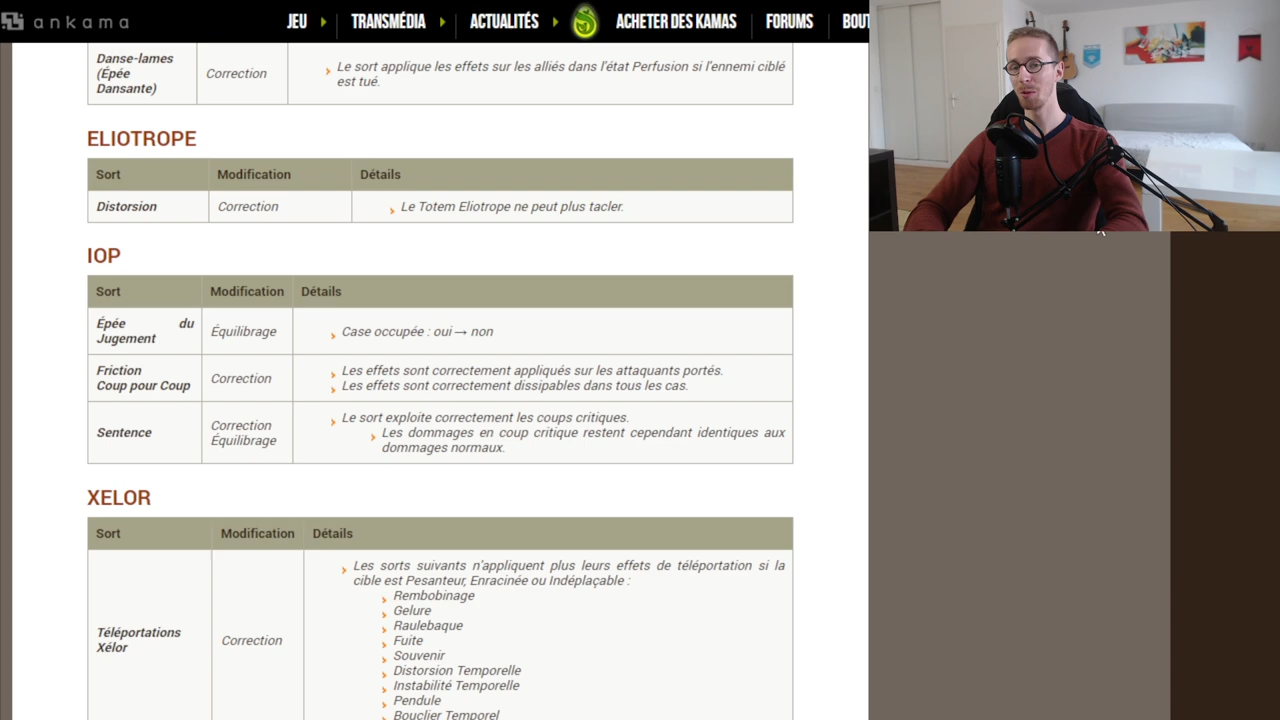 ankama
JEU
TRANSMÉDIA
ACTUALITÉS
ACHETER DES KAMAS
FORUMS
BOUT
Danse-lames
(Épée
Dansante)
Correction
Le sort applique les effets sur les alliés dans l'état Perfusion si l'ennemi ciblé
est tué.
ELIOTROPE
Sort
Modification
Détails
Distorsion
Correction
Le Totem Eliotrope ne peut plus tacler.
IOP
Sort
Modification
Détails
Épée du
Jugement
Équilibrage
Case occupée : oui → non
Friction
Coup pour Coup
Correction
Les effets sont correctement appliqués sur les attaquants portés.
Les effets sont correctement dissipables dans tous les cas.
Sentence
Correction
Équilibrage
Le sort exploite correctement les coups critiques.
Les dommages en coup critique restent cependant identiques aux
dommages normaux.
XELOR
Sort
Modification
Détails
Téléportations
Xélor
Correction
Les sorts suivants n'appliquent plus leurs effets de téléportation si la
cible est Pesanteur, Enracinée ou Indéplaçable :
Rembobinage
Gelure
Raulebaque
Fuite
Souvenir
Distorsion Temporelle
Instabilité Temporelle
Pendule
Bouclier Temporel